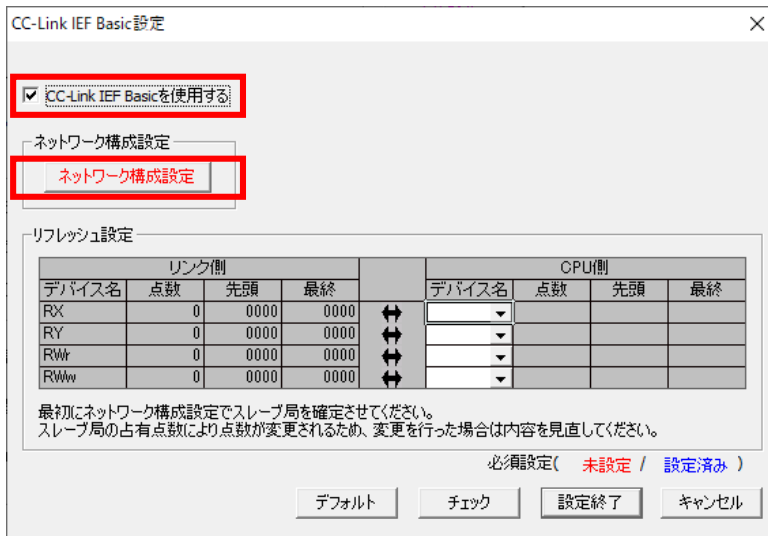 CC-Link IEF Basic設定
CC-Link IEF Basicを使用する
ネットワーク構成設定
ネットワーク構成設定
リフレッシュ設定
リンク側 CPU側
デバイス名 点数 先頭 最終 デバイス名 点数 先頭 最終
RX 0 0000 0000
RY 0 0000 0000
RWr 0 0000 0000
RWw 0 0000 0000
最初にネットワーク構成設定でスレーブ局を確定させてください。
スレーブ局の占有点数により点数が変更されるため、変更を行った場合は内容を見直してください。
必須設定( 未設定 / 設定済み )
デフォルト チェック 設定終了 キャンセル